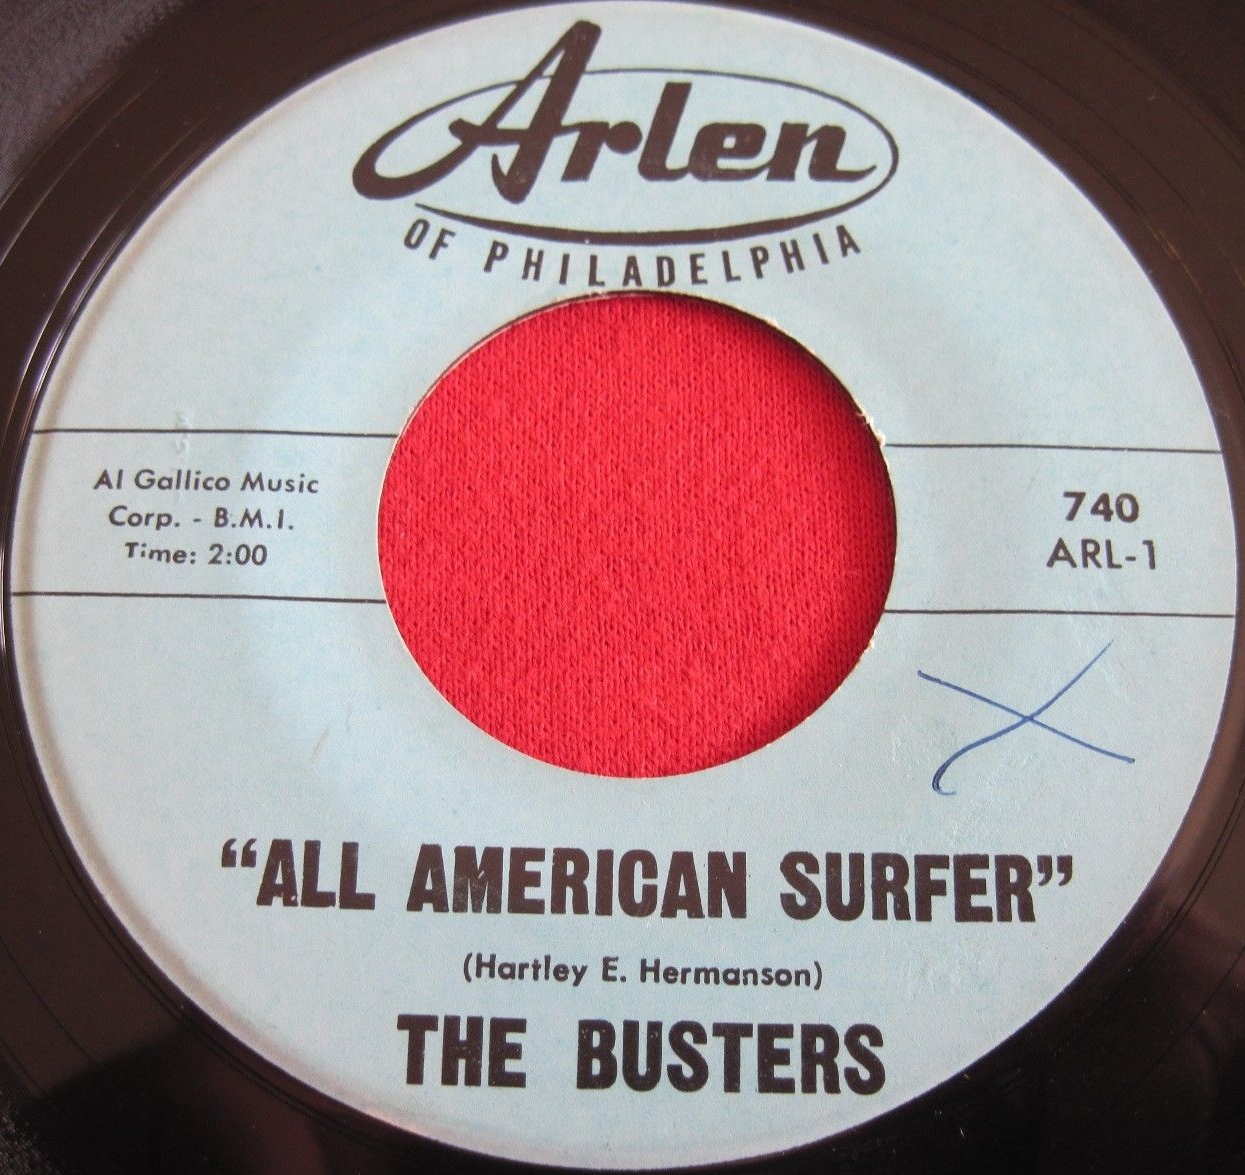 Arlen
OF PHILADELPHIA
Al Gallico Music
Corp. - B.M.I.
Time: 2:00
740
ARL-1
X
"ALL AMERICAN SURFER"
(Hartley E. Hermanson)
THE BUSTERS